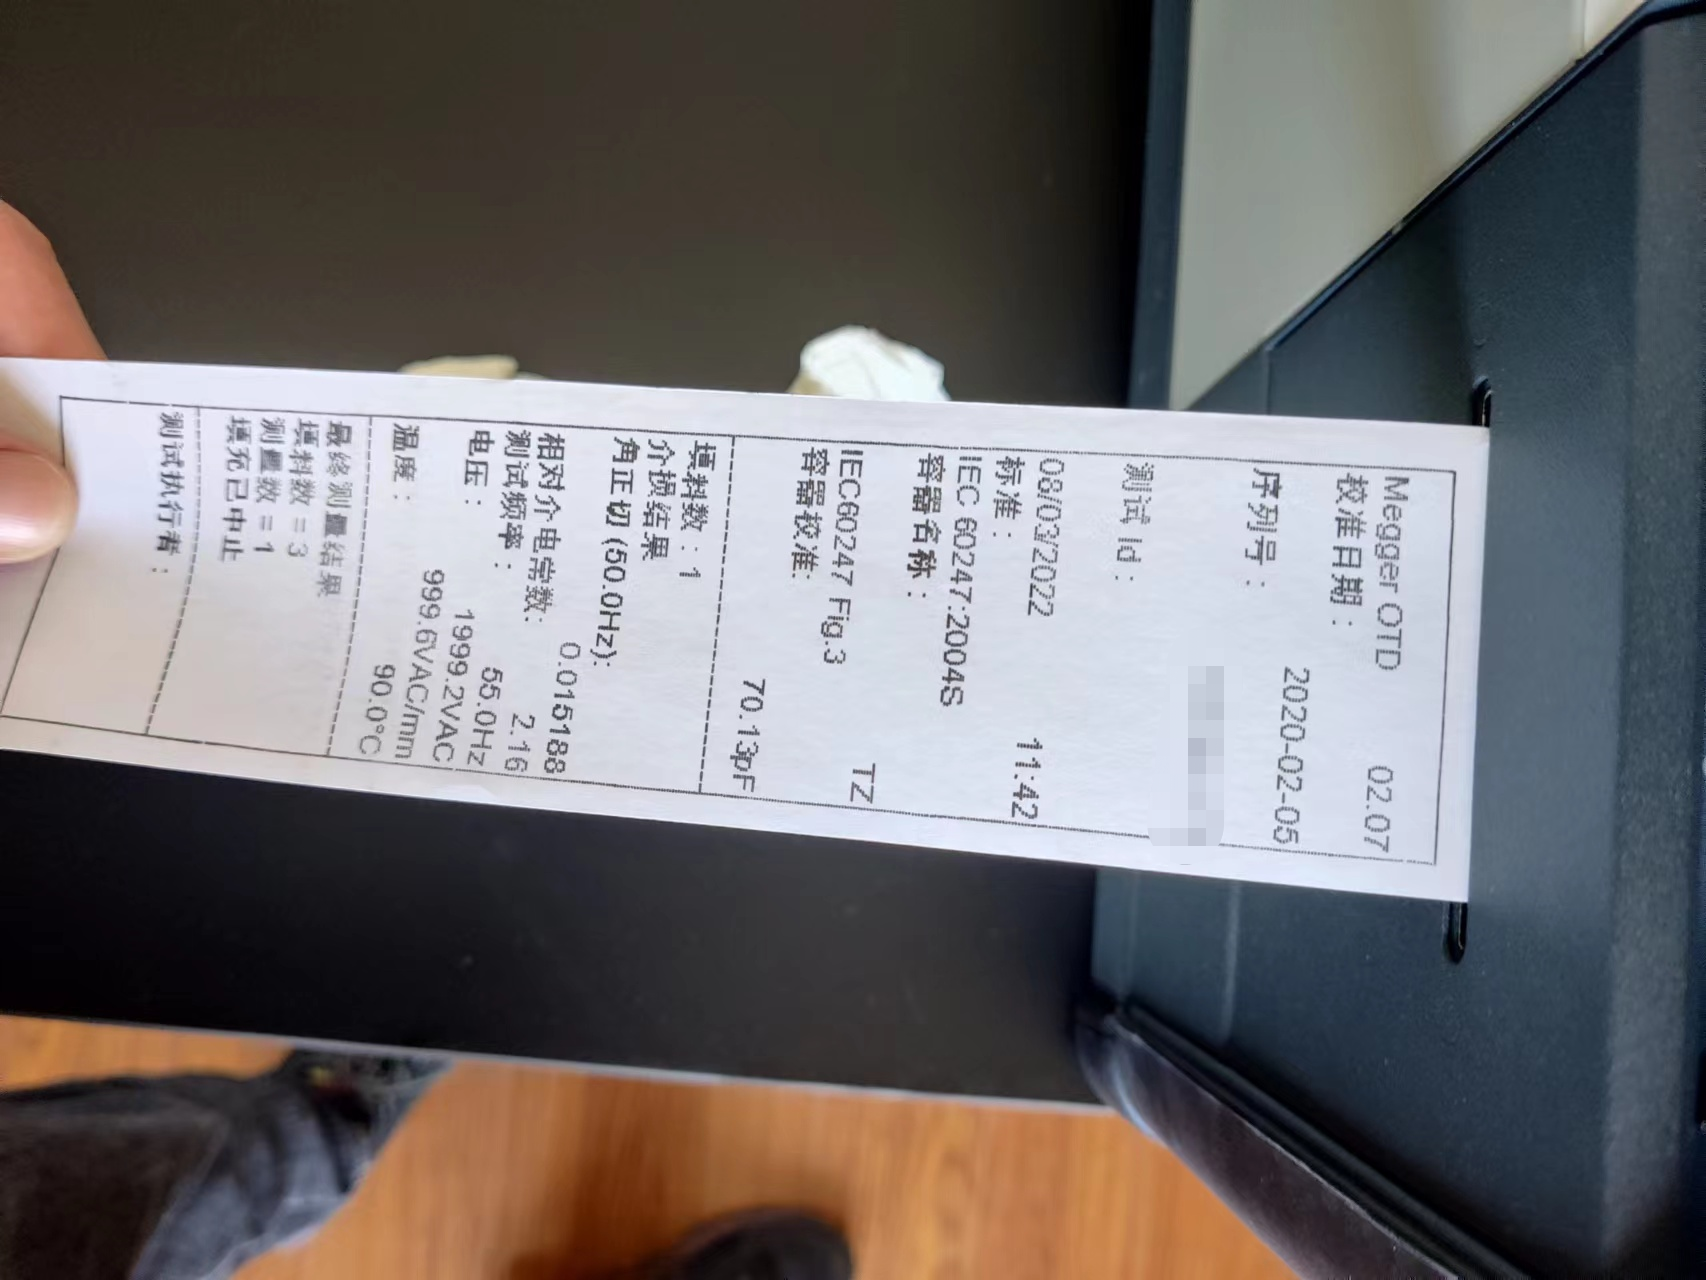 Megger OTD 02.07
校准日期：
2020-02-05
序列号：
测试 Id：
08/03/2022 11:42
标准：
IEC 60247:2004S
容器名称：
TZ
IEC60247 Fig.3
容器校准:
70.13pF
填料数：1
介损结果
角正切 (50.0Hz):
0.015188
相对介电常数: 2.16
测试频率： 55.0Hz
电压： 1999.2VAC
999.6VAC/mm
温度： 90.0°C
最终测量结果
填料数 = 3
测量数 = 1
填充已中止
测试执行者：